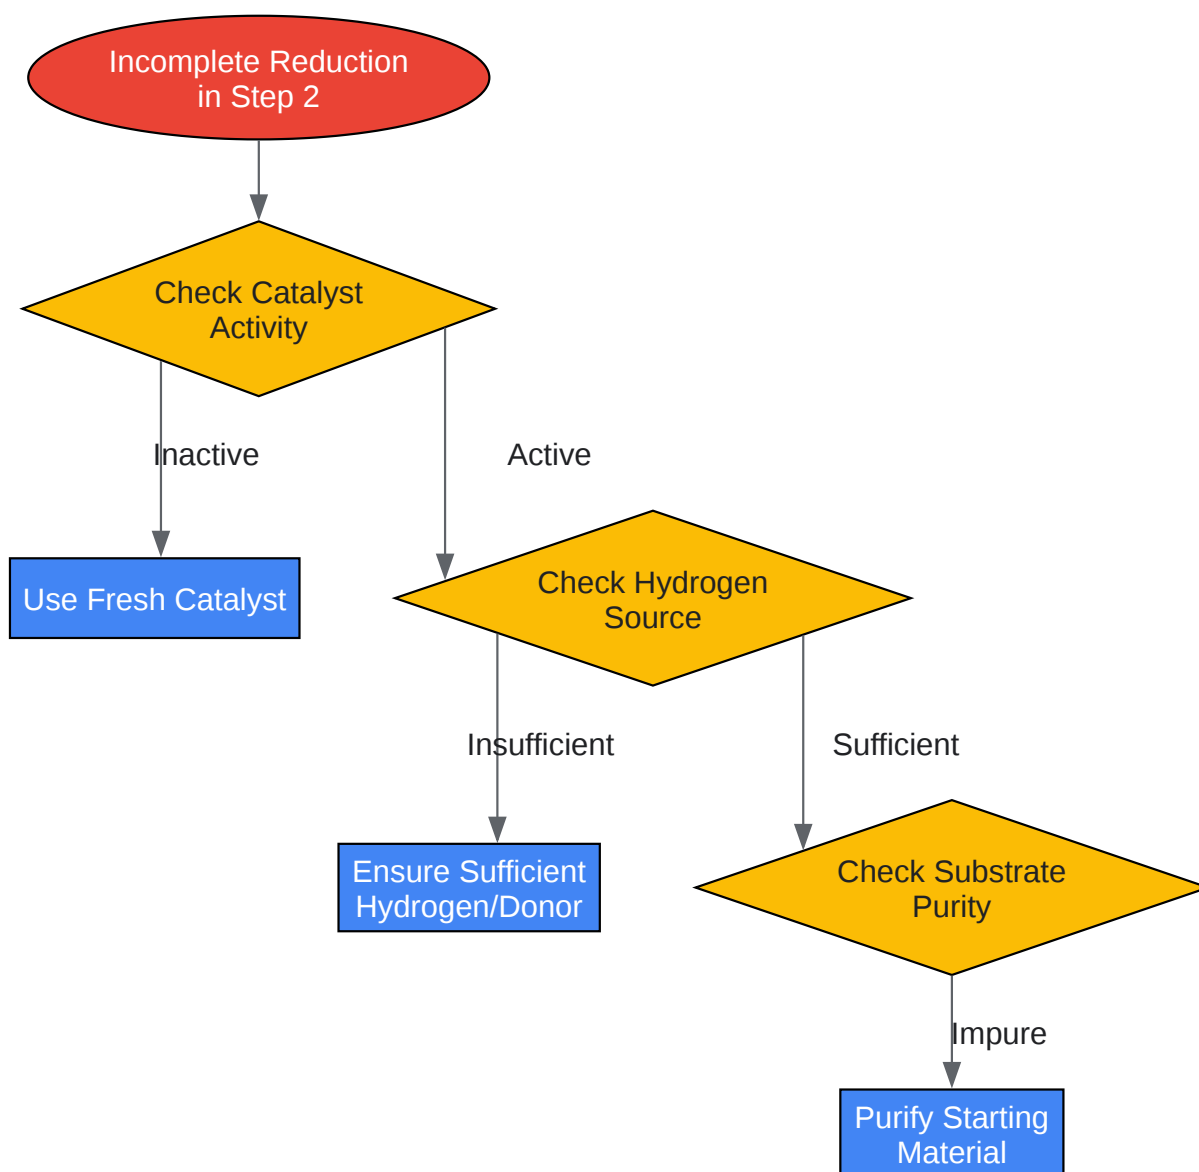 Incomplete Reduction
in Step 2
Check Catalyst
Activity
Inactive
Active
Use Fresh Catalyst
Check Hydrogen
Source
Insufficient
Sufficient
Ensure Sufficient
Hydrogen/Donor
Check Substrate
Purity
Impure
Purify Starting
Material